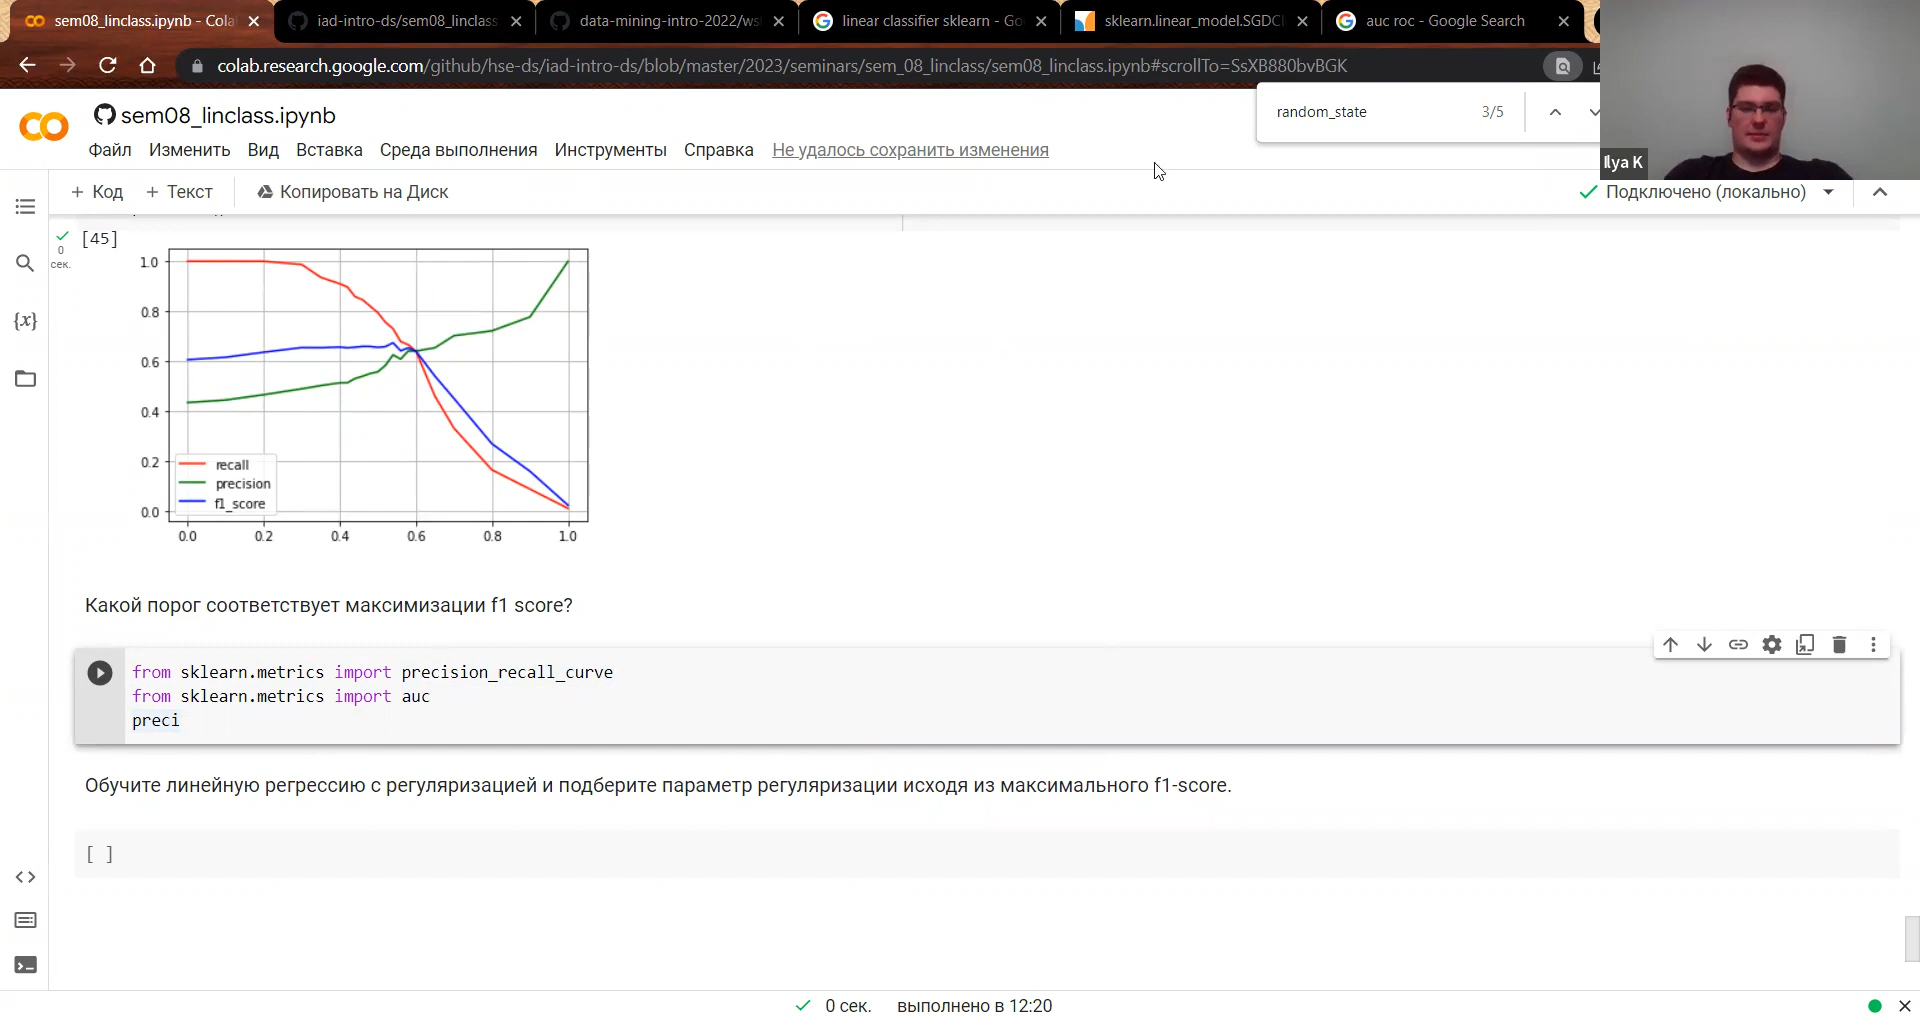 sem08_linclass.ipynb - Cola
iad-intro-ds/sem08_linclass
data-mining-intro-2022/ws
linear classifier sklearn - Go
sklearn.linear_model.SGDCl
auc roc - Google Search
colab.research.google.com/github/hse-ds/iad-intro-ds/blob/master/2023/seminars/sem_08_linclass/sem08_linclass.ipynb#scrollTo=SsXB880bvBGK
sem08_linclass.ipynb
random_state 3/5
Файл Изменить Вид Вставка Среда выполнения Инструменты Справка Не удалось сохранить изменения
Ilya K
+ Код + Текст Копировать на Диск Подключено (локально)
[45]
0
сек.
1.0
0.8
0.6
0.4
0.2
0.0
recall
precision
f1_score
0.0 0.2 0.4 0.6 0.8 1.0
Какой порог соответствует максимизации f1 score?
from sklearn.metrics import precision_recall_curve
from sklearn.metrics import auc
preci
Обучите линейную регрессию с регуляризацией и подберите параметр регуляризации исходя из максимального f1-score.
[ ]
0 сек. выполнено в 12:20